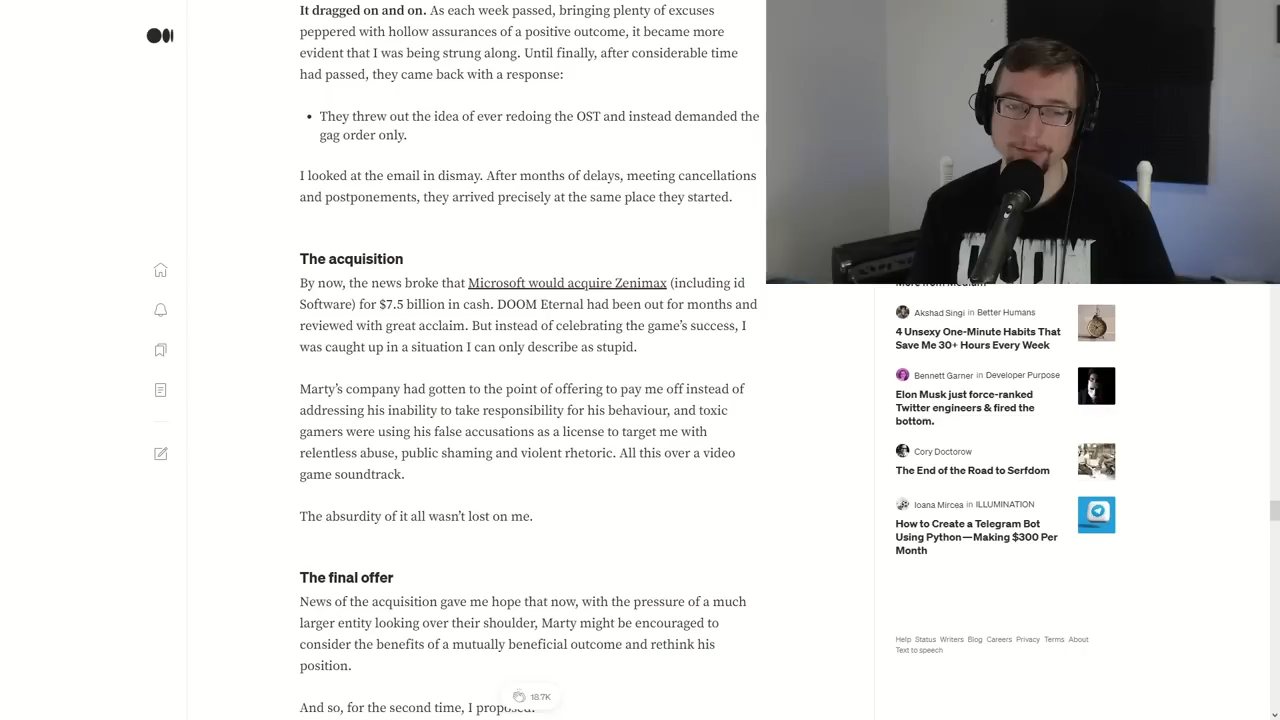 It dragged on and on. As each week passed, bringing plenty of excuses
peppered with hollow assurances of a positive outcome, it became more
evident that I was being strung along. Until finally, after considerable time
had passed, they came back with a response:
• They threw out the idea of ever redoing the OST and instead demanded the
gag order only.
I looked at the email in dismay. After months of delays, meeting cancellations
and postponements, they arrived precisely at the same place they started.
The acquisition
By now, the news broke that Microsoft would acquire Zenimax (including id
Software) for $7.5 billion in cash. DOOM Eternal had been out for months and
reviewed with great acclaim. But instead of celebrating the game's success, I
was caught up in a situation I can only describe as stupid.
Marty's company had gotten to the point of offering to pay me off instead of
addressing his inability to take responsibility for his behaviour, and toxic
gamers were using his false accusations as a license to target me with
relentless abuse, public shaming and violent rhetoric. All this over a video
game soundtrack.
The absurdity of it all wasn't lost on me.
The final offer
News of the acquisition gave me hope that now, with the pressure of a much
larger entity looking over their shoulder, Marty might be encouraged to
consider the benefits of a mutually beneficial outcome and rethink his
position.
18.7K
And so, for the second time, I proposed:
More from Medium
Akshad Singi in Better Humans
4 Unsexy One-Minute Habits That
Save Me 30+ Hours Every Week
Bennett Garner in Developer Purpose
Elon Musk just force-ranked
Twitter engineers & fired the
bottom.
Cory Doctorow
The End of the Road to Serfdom
Ioana Mircea in ILLUMINATION
How to Create a Telegram Bot
Using Python—Making $300 Per
Month
Help Status Writers Blog Careers Privacy Terms About
Text to speech